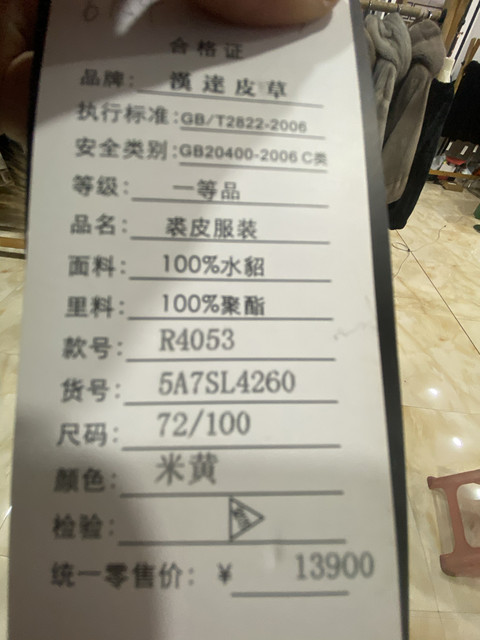 合格证
品牌： 漢達皮草
执行标准：GB/T2822-2006
安全类别：GB20400-2006 C类
等级： 一等品
品名： 裘皮服装
面料： 100%水貂
里料： 100%聚酯
款号： R4053
货号： 5A7SL4260
尺码： 72/100
颜色： 米黄
检验：
统一零售价： ¥ 13900